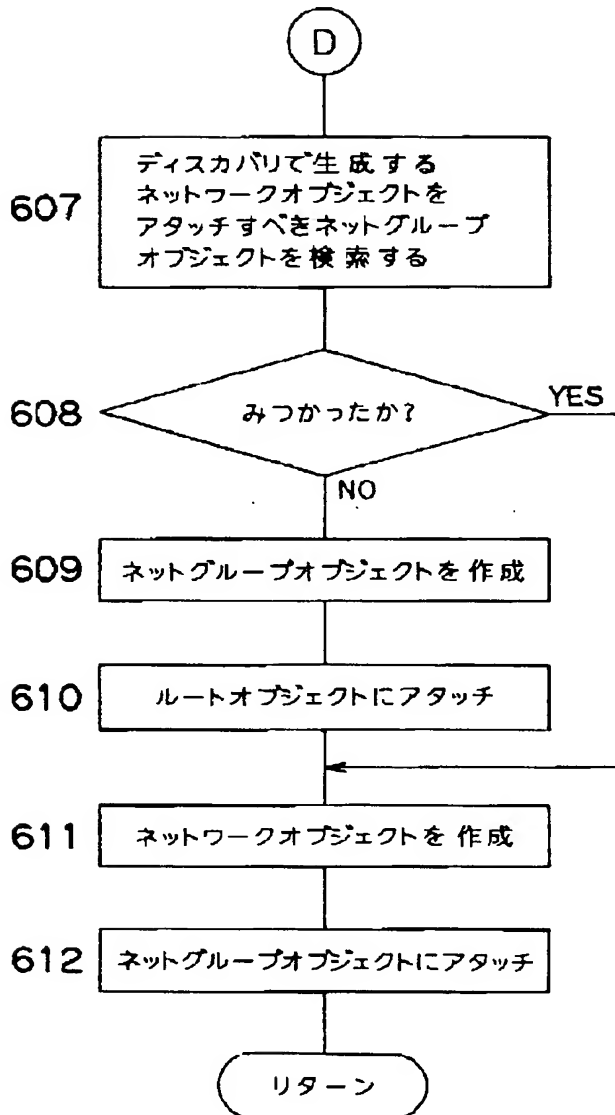 D
607
ディスカバリで生成する
ネットワークオブジェクトを
アタッチすべきネットグループ
オブジェクトを検索する
608
みつかったか?
YES
NO
609
ネットグループオブジェクトを作成
610
ルートオブジェクトにアタッチ
611
ネットワークオブジェクトを作成
612
ネットグループオブジェクトにアタッチ
リターン